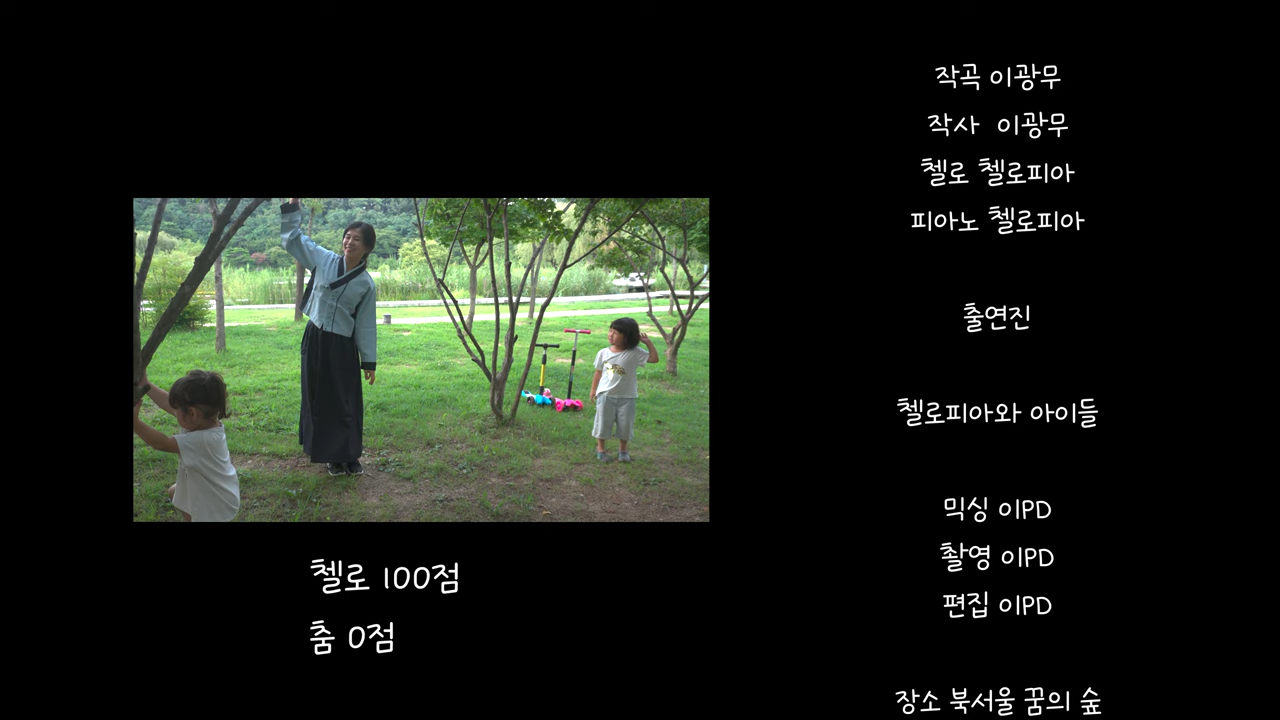 첼로 100점
춤 0점
작곡 이광무
작사 이광무
첼로 첼로피아
피아노 첼로피아
출연진
첼로피아와 아이들
믹싱 이PD
촬영 이PD
편집 이PD
장소 북서울 꿈의 숲